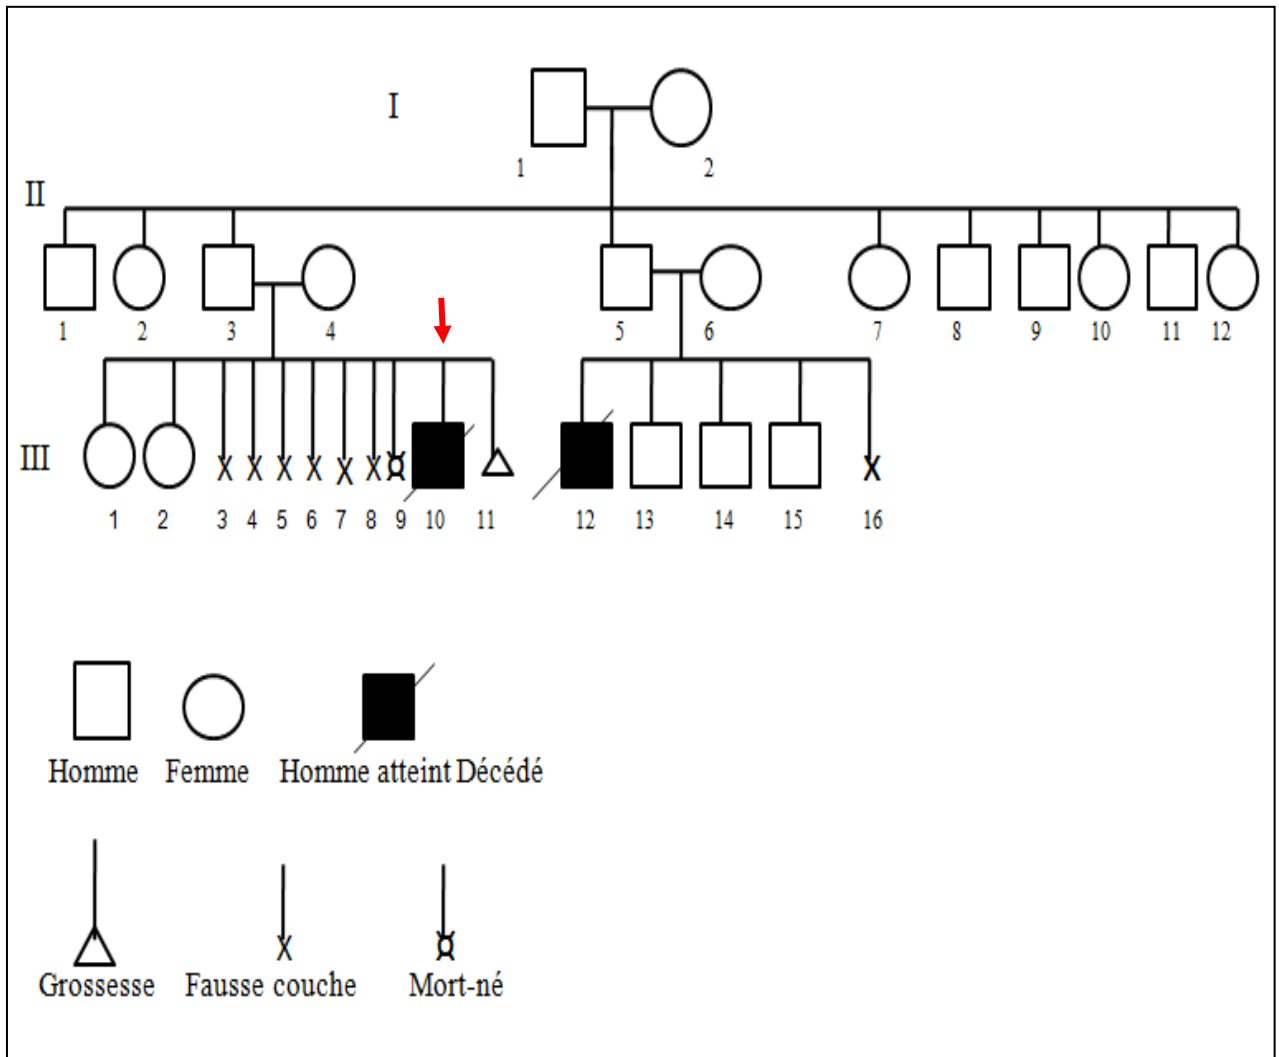 I
1 2
II
1 2 3 4 5 6 7 8 9 10 11 12
III
X X X X X X ¤ X
1 2 3 4 5 6 7 8 9 10 11 12 13 14 15 16
Homme Femme Homme atteint Décédé
X ¤
Grossesse Fausse couche Mort-né